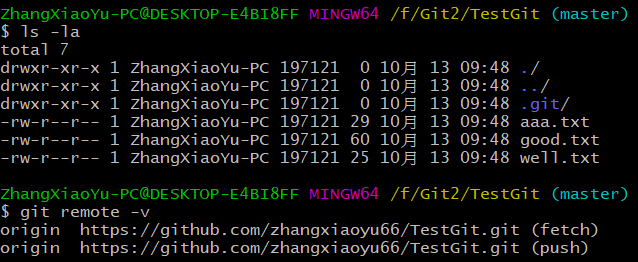 ZhangXiaoYu-PC@DESKTOP-E4BI8FF MINGW64 /f/Git2/TestGit (master)
$ ls -la
total 7
drwxr-xr-x 1 ZhangXiaoYu-PC 197121  0 10月 13 09:48 ./
drwxr-xr-x 1 ZhangXiaoYu-PC 197121  0 10月 13 09:48 ../
drwxr-xr-x 1 ZhangXiaoYu-PC 197121  0 10月 13 09:48 .git/
-rw-r--r-- 1 ZhangXiaoYu-PC 197121 29 10月 13 09:48 aaa.txt
-rw-r--r-- 1 ZhangXiaoYu-PC 197121 60 10月 13 09:48 good.txt
-rw-r--r-- 1 ZhangXiaoYu-PC 197121 25 10月 13 09:48 well.txt
ZhangXiaoYu-PC@DESKTOP-E4BI8FF MINGW64 /f/Git2/TestGit (master)
$ git remote -v
origin  https://github.com/zhangxiaoyu66/TestGit.git (fetch)
origin  https://github.com/zhangxiaoyu66/TestGit.git (push)